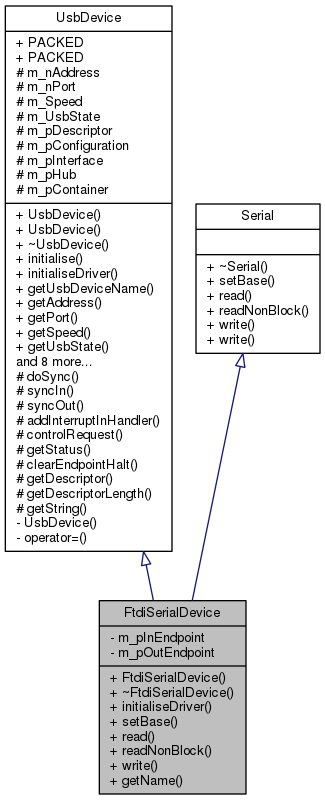 UsbDevice
+ PACKED
+ PACKED
# m_nAddress
# m_nPort
# m_Speed
# m_UsbState
# m_pDescriptor
# m_pConfiguration
# m_pInterface
# m_pHub
# m_pContainer
+ UsbDevice()
+ UsbDevice()
+ ~UsbDevice()
+ initialise()
+ initialiseDriver()
+ getUsbDeviceName()
+ getAddress()
+ getPort()
+ getSpeed()
+ getUsbState()
and 8 more...
# doSync()
# syncIn()
# syncOut()
# addInterruptInHandler()
# controlRequest()
# getStatus()
# clearEndpointHalt()
# getDescriptor()
# getDescriptorLength()
# getString()
- UsbDevice()
- operator=()
Serial
+ ~Serial()
+ setBase()
+ read()
+ readNonBlock()
+ write()
+ write()
FtdiSerialDevice
- m_pInEndpoint
- m_pOutEndpoint
+ FtdiSerialDevice()
+ ~FtdiSerialDevice()
+ initialiseDriver()
+ setBase()
+ read()
+ readNonBlock()
+ write()
+ getName()